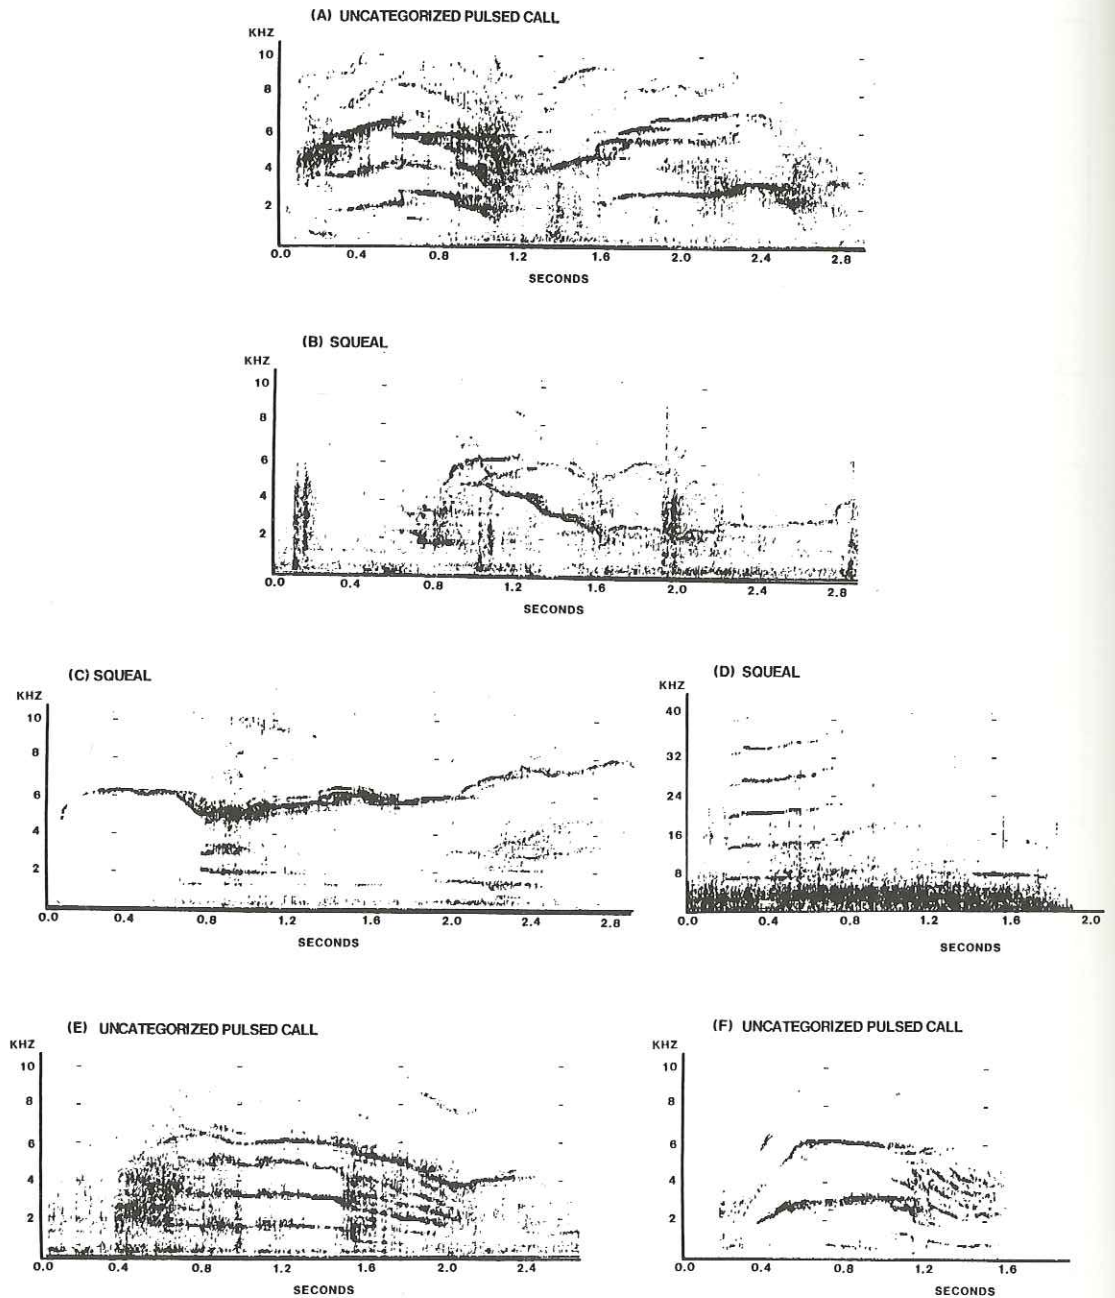 (A) UNCATEGORIZED PULSED CALL
KHZ
10
8
6
4
2
0.0 0.4 0.8 1.2 1.6 2.0 2.4 2.8
SECONDS
(B) SQUEAL
KHZ
10
8
6
4
2
0.0 0.4 0.8 1.2 1.6 2.0 2.4 2.8
SECONDS
(C) SQUEAL
KHZ
10
8
6
4
2
0.0 0.4 0.8 1.2 1.6 2.0 2.4 2.8
SECONDS
(D) SQUEAL
KHZ
40
32
24
16
8
0.0 0.4 0.8 1.2 1.6 2.0
SECONDS
(E) UNCATEGORIZED PULSED CALL
KHZ
10
8
6
4
2
0.0 0.4 0.8 1.2 1.6 2.0 2.4
SECONDS
(F) UNCATEGORIZED PULSED CALL
KHZ
10
8
6
4
2
0.0 0.4 0.8 1.2 1.6
SECONDS